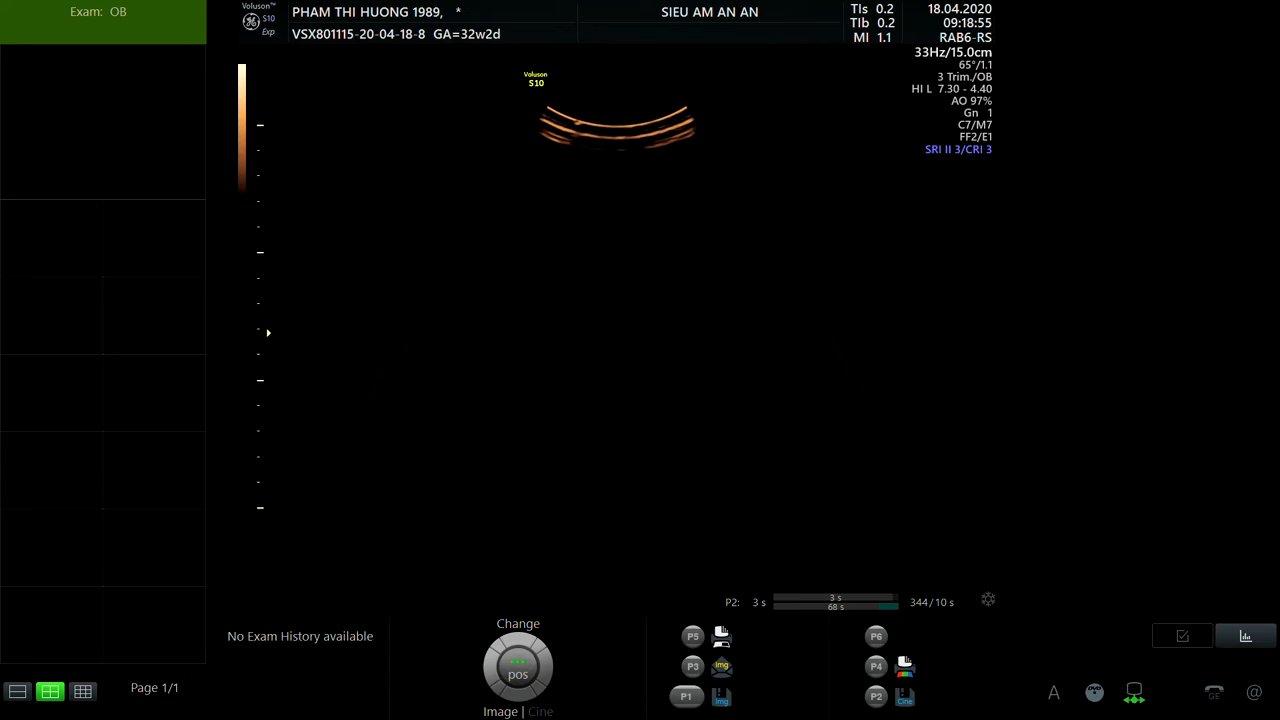 Exam: OB
Voluson™
S10
Exp
PHAM THI HUONG 1989, *
VSX801115-20-04-18-8 GA=32w2d
SIEU AM AN AN
TIs 0.2
TIb 0.2
MI 1.1
18.04.2020
09:18:55
RAB6-RS
33Hz/15.0cm
65°/1.1
3 Trim./OB
HI L 7.30 - 4.40
AO 97%
Gn 1
C7/M7
FF2/E1
SRI II 3/CRI 3
Voluson
S10
P2: 3 s
3 s
68 s
344/10 s
No Exam History available
Change
pos
Image | Cine
P5
P3 Img
P1 Img
P6
P4
P2 Cine
Page 1/1
A
GE
@